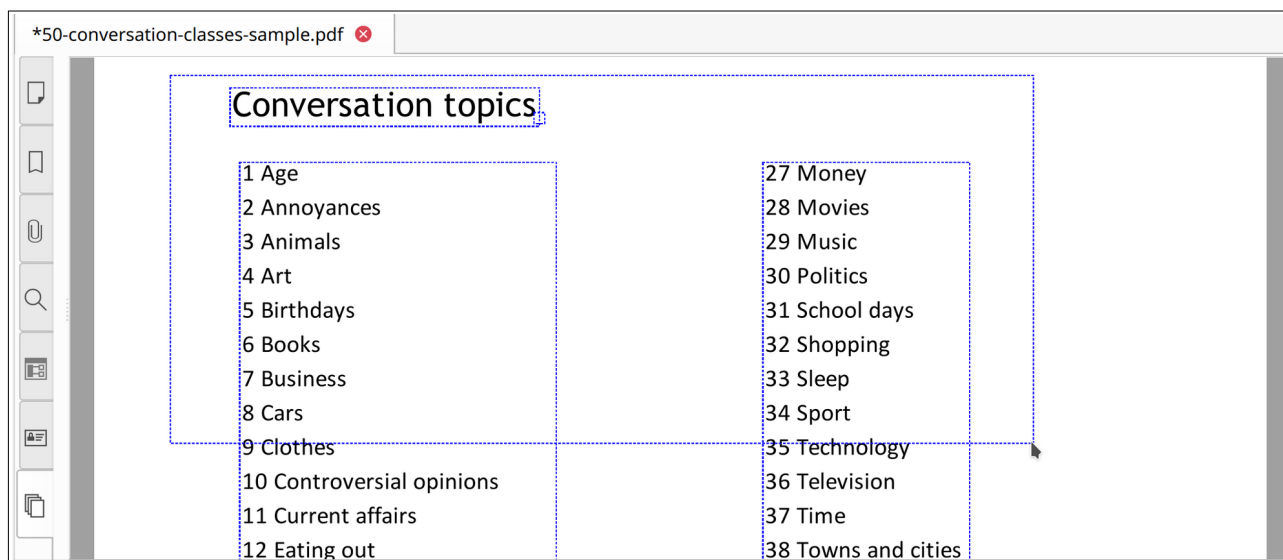 *50-conversation-classes-sample.pdf
Conversation topics
1 Age
2 Annoyances
3 Animals
4 Art
5 Birthdays
6 Books
7 Business
8 Cars
9 Clothes
10 Controversial opinions
11 Current affairs
12 Eating out
27 Money
28 Movies
29 Music
30 Politics
31 School days
32 Shopping
33 Sleep
34 Sport
35 Technology
36 Television
37 Time
38 Towns and cities